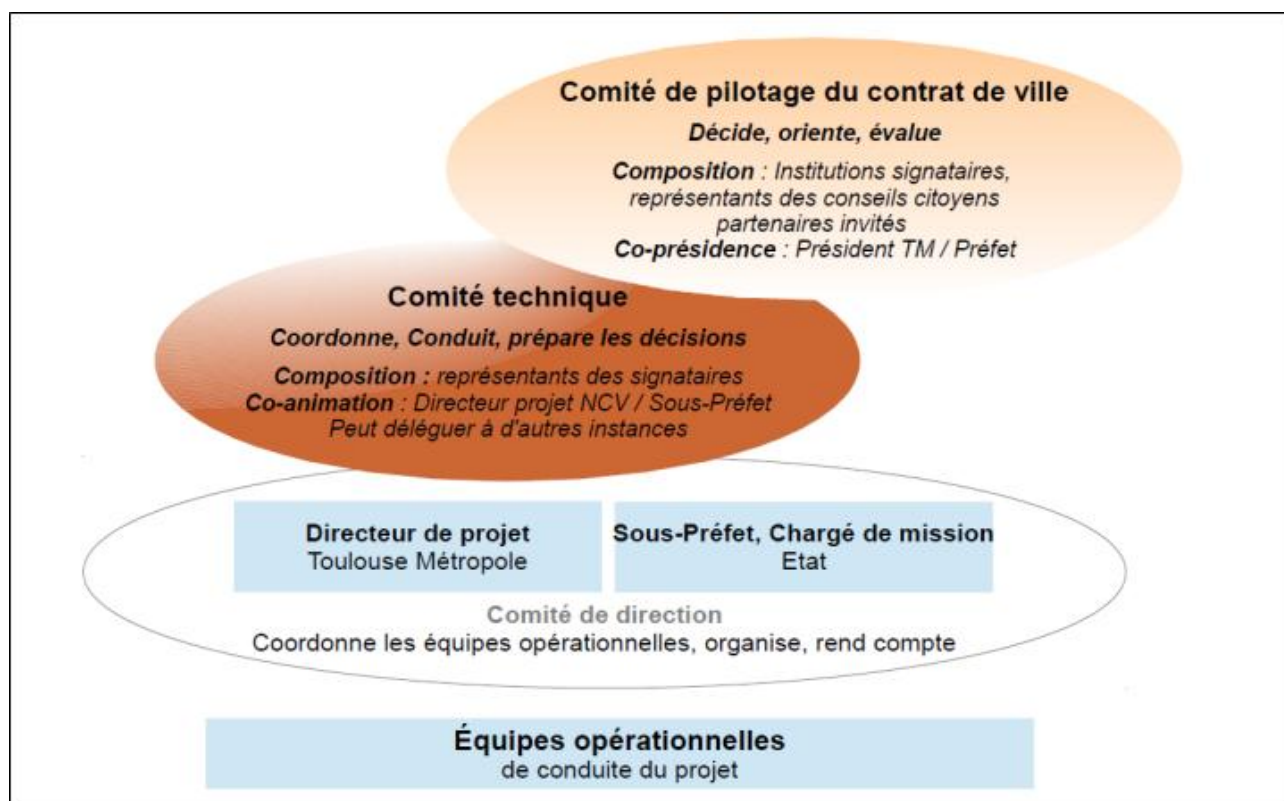 Comité de pilotage du contrat de ville
Décide, oriente, évalue
Composition : Institutions signataires,
représentants des conseils citoyens
partenaires invités
Co-présidence : Président TM / Préfet
Comité technique
Coordonne, Conduit, prépare les décisions
Composition : représentants des signataires
Co-animation : Directeur projet NCV / Sous-Préfet
Peut déléguer à d'autres instances
Directeur de projet
Toulouse Métropole
Sous-Préfet, Chargé de mission
Etat
Comité de direction
Coordonne les équipes opérationnelles, organise, rend compte
Équipes opérationnelles
de conduite du projet